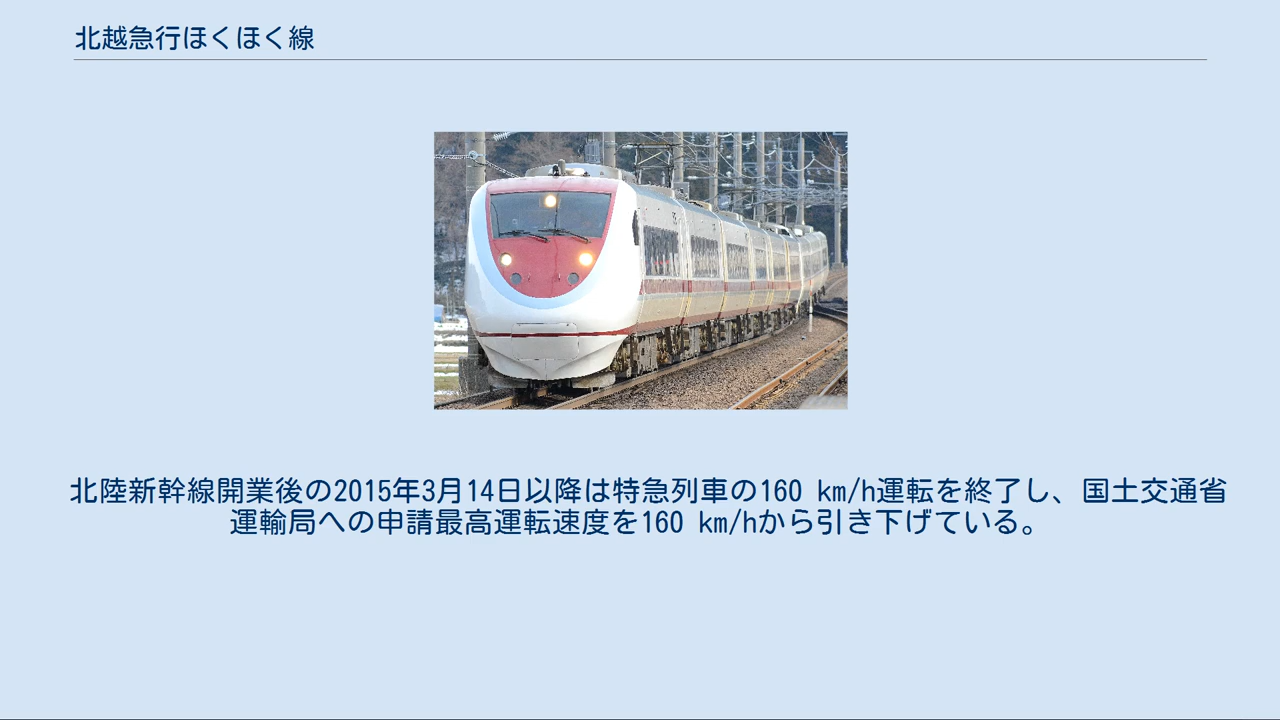 北越急行ほくほく線
北陸新幹線開業後の2015年3月14日以降は特急列車の160 km/h運転を終了し、国土交通省
運輸局への申請最高運転速度を160 km/hから引き下げている。